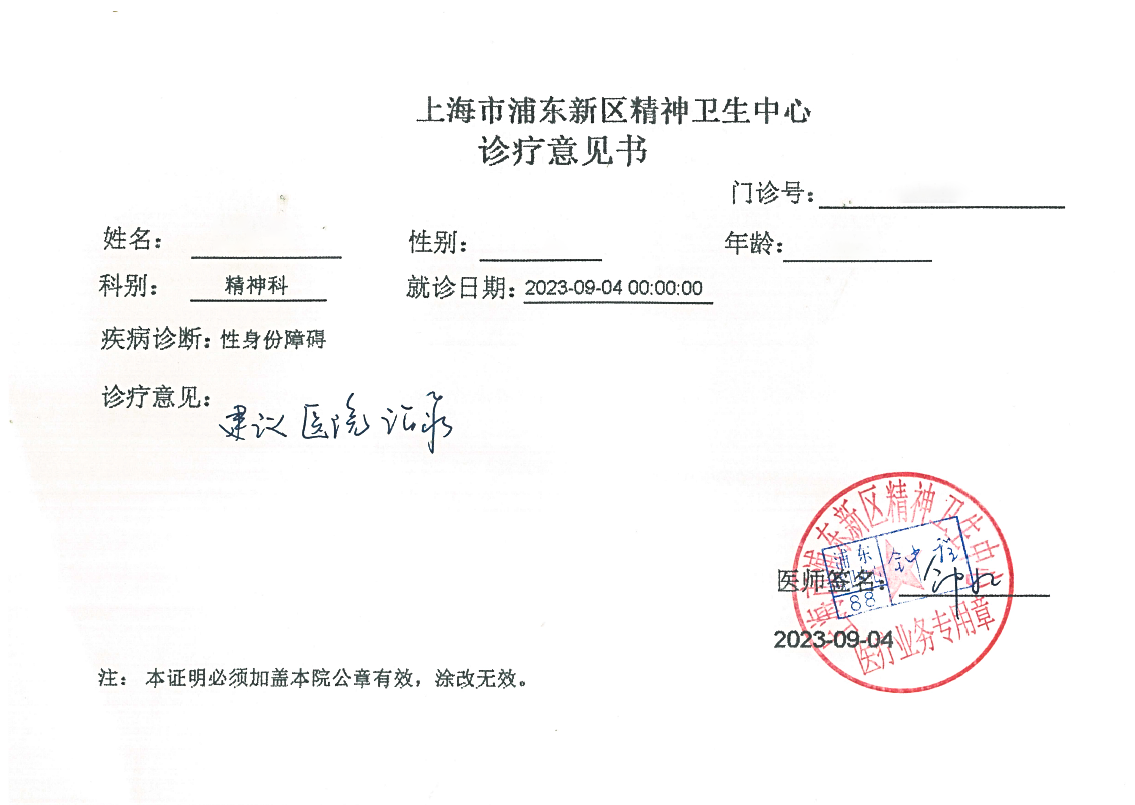 上海市浦东新区精神卫生中心
诊疗意见书
门诊号:
姓名: 性别: 年龄:
科别: 精神科 就诊日期: 2023-09-04 00:00:00
疾病诊断: 性身份障碍
诊疗意见:
建议医院
上海市浦东新区精神卫生中心
浦东
88
医师签名:
医疗业务专用章
2023-09-04
注: 本证明必须加盖本院公章有效，涂改无效。